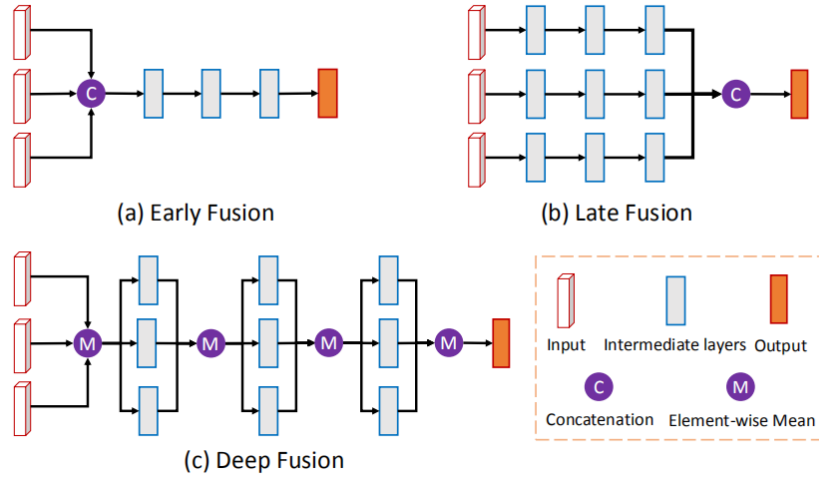 C
(a) Early Fusion
C
(b) Late Fusion
M
M
M
M
(c) Deep Fusion
Input
Intermediate layers
Output
C
M
Concatenation
Element-wise Mean